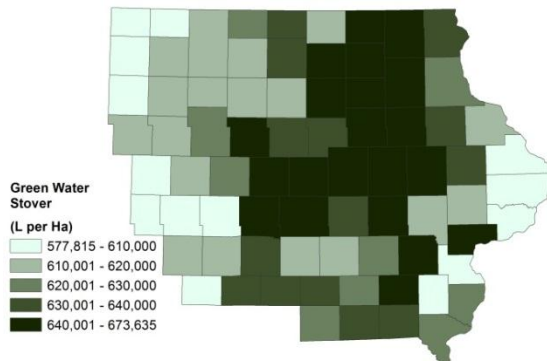 Green Water
Stover
(L per Ha)
577,815 - 610,000
610,001 - 620,000
620,001 - 630,000
630,001 - 640,000
640,001 - 673,635